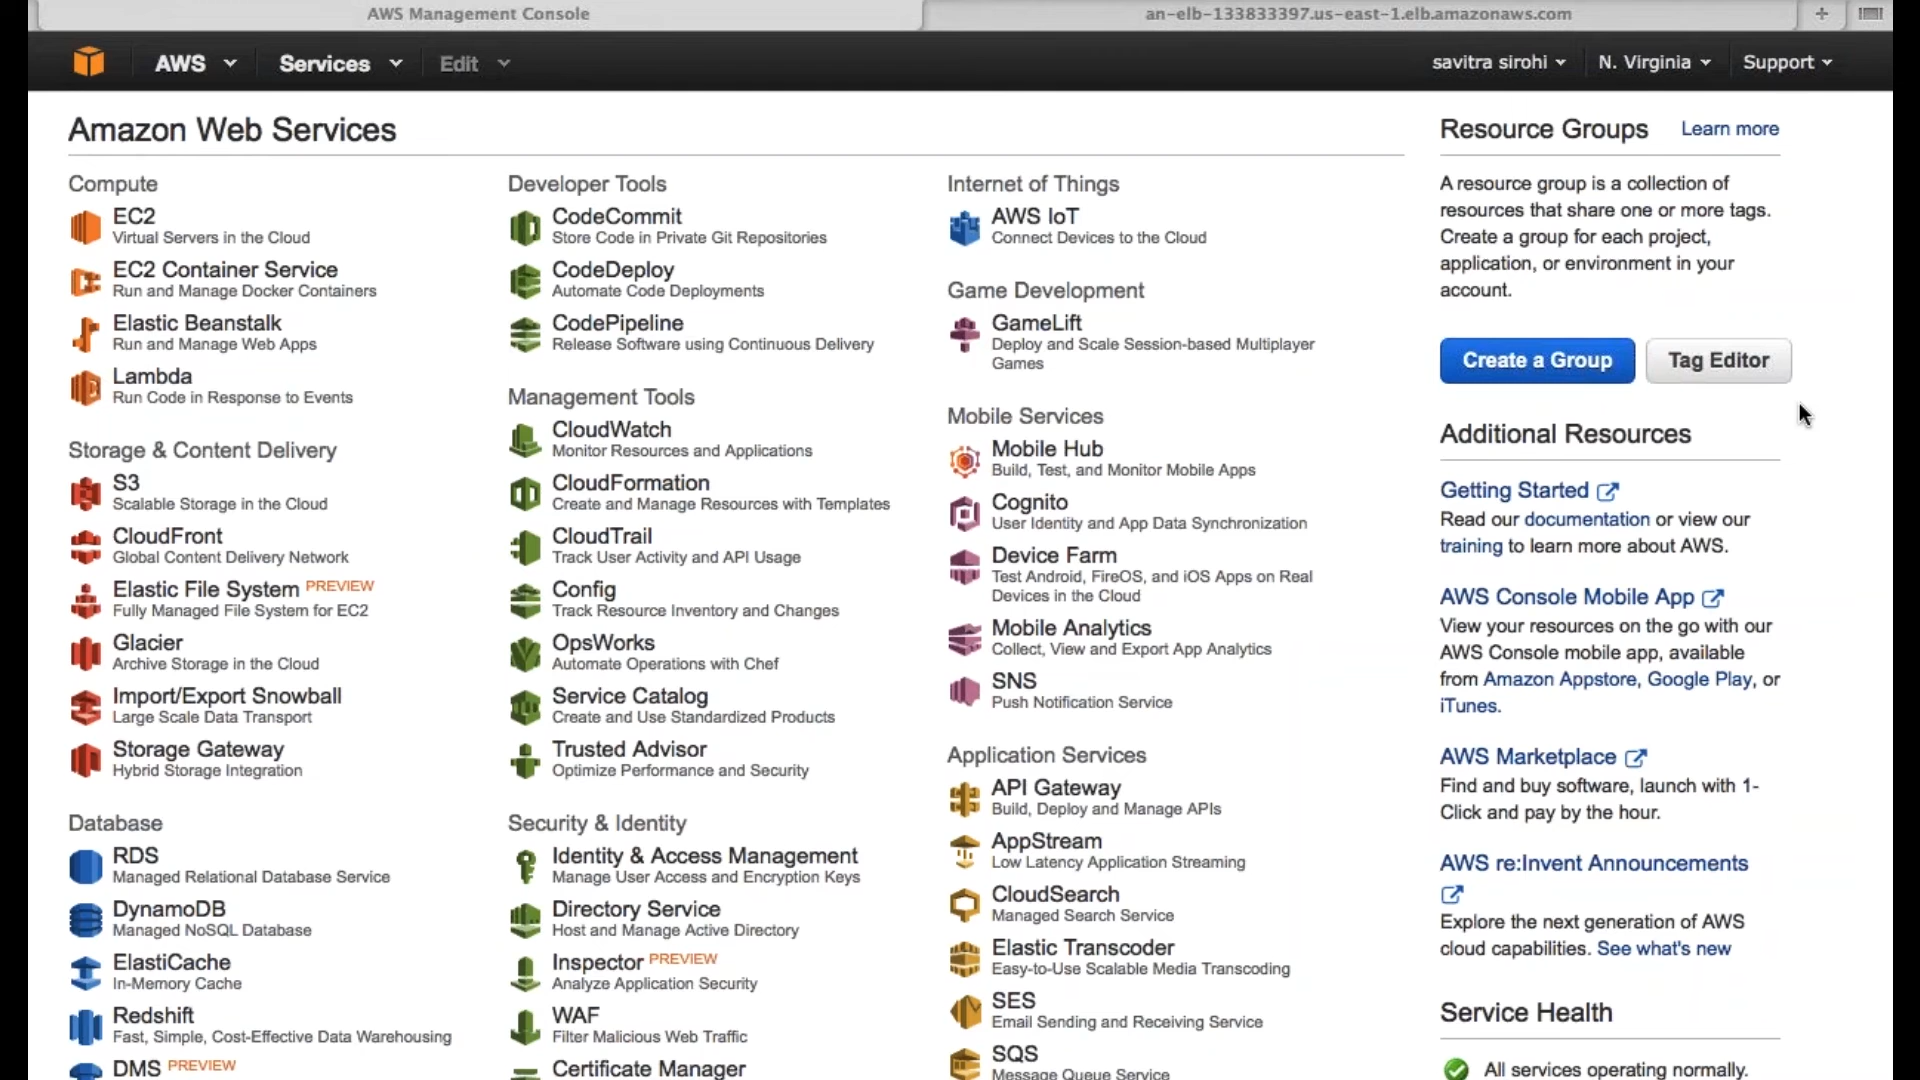 AWS Management Console
an-elb-133833397.us-east-1.elb.amazonaws.com
+
AWS
Services
Edit
savitra sirohi
N. Virginia
Support
Amazon Web Services
Compute
EC2
Virtual Servers in the Cloud
EC2 Container Service
Run and Manage Docker Containers
Elastic Beanstalk
Run and Manage Web Apps
Lambda
Run Code in Response to Events
Storage & Content Delivery
S3
Scalable Storage in the Cloud
CloudFront
Global Content Delivery Network
Elastic File System PREVIEW
Fully Managed File System for EC2
Glacier
Archive Storage in the Cloud
Import/Export Snowball
Large Scale Data Transport
Storage Gateway
Hybrid Storage Integration
Database
RDS
Managed Relational Database Service
DynamoDB
Managed NoSQL Database
ElastiCache
In-Memory Cache
Redshift
Fast, Simple, Cost-Effective Data Warehousing
DMS PREVIEW
Developer Tools
CodeCommit
Store Code in Private Git Repositories
CodeDeploy
Automate Code Deployments
CodePipeline
Release Software using Continuous Delivery
Management Tools
CloudWatch
Monitor Resources and Applications
CloudFormation
Create and Manage Resources with Templates
CloudTrail
Track User Activity and API Usage
Config
Track Resource Inventory and Changes
OpsWorks
Automate Operations with Chef
Service Catalog
Create and Use Standardized Products
Trusted Advisor
Optimize Performance and Security
Security & Identity
Identity & Access Management
Manage User Access and Encryption Keys
Directory Service
Host and Manage Active Directory
Inspector PREVIEW
Analyze Application Security
WAF
Filter Malicious Web Traffic
Certificate Manager
Internet of Things
AWS IoT
Connect Devices to the Cloud
Game Development
GameLift
Deploy and Scale Session-based Multiplayer
Games
Mobile Services
Mobile Hub
Build, Test, and Monitor Mobile Apps
Cognito
User Identity and App Data Synchronization
Device Farm
Test Android, FireOS, and iOS Apps on Real
Devices in the Cloud
Mobile Analytics
Collect, View and Export App Analytics
SNS
Push Notification Service
Application Services
API Gateway
Build, Deploy and Manage APIs
AppStream
Low Latency Application Streaming
CloudSearch
Managed Search Service
Elastic Transcoder
Easy-to-Use Scalable Media Transcoding
SES
Email Sending and Receiving Service
SQS
Message Queue Service
Resource Groups
Learn more
A resource group is a collection of
resources that share one or more tags.
Create a group for each project,
application, or environment in your
account.
Create a Group
Tag Editor
Additional Resources
Getting Started
Read our documentation or view our
training to learn more about AWS.
AWS Console Mobile App
View your resources on the go with our
AWS Console mobile app, available
from Amazon Appstore, Google Play, or
iTunes.
AWS Marketplace
Find and buy software, launch with 1-
Click and pay by the hour.
AWS re:Invent Announcements
Explore the next generation of AWS
cloud capabilities. See what's new
Service Health
All services operating normally.